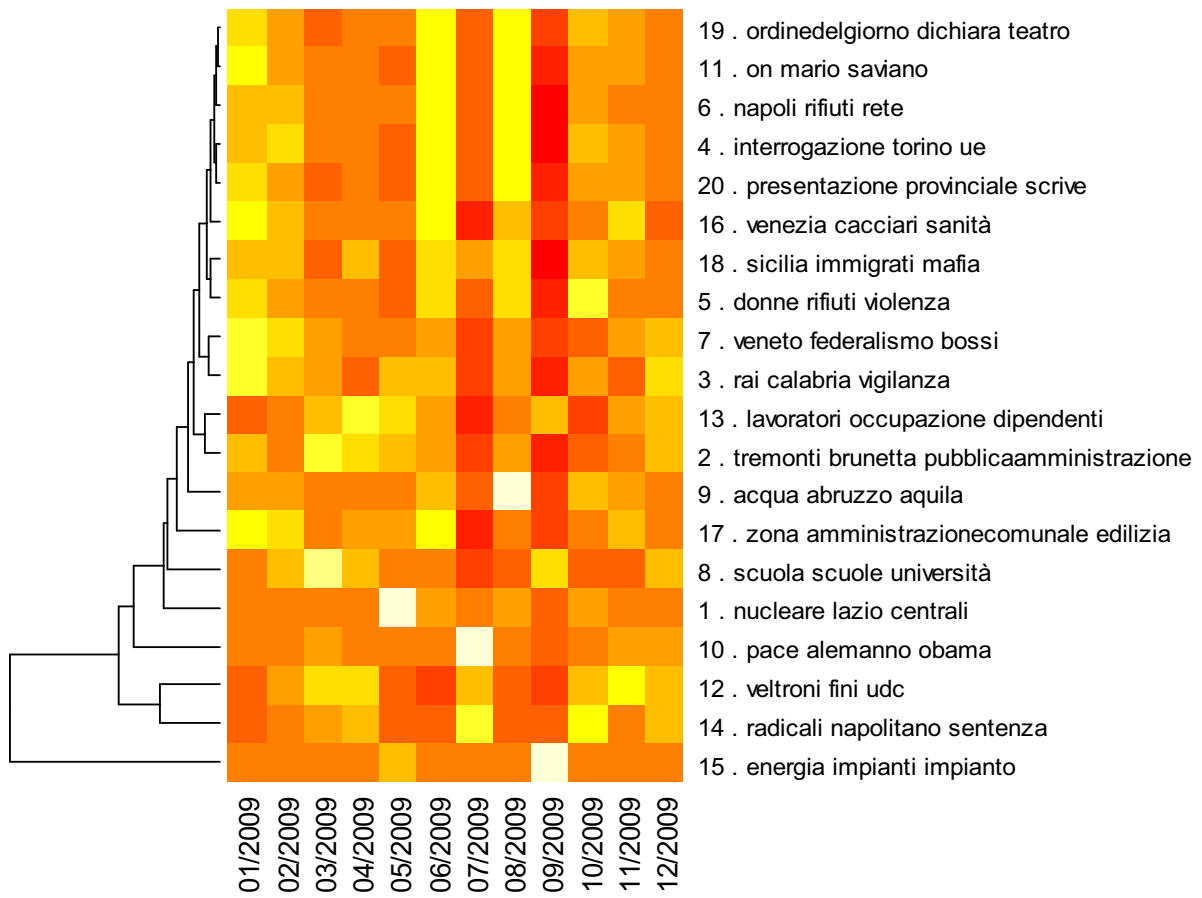 19 . ordinedelgiorno dichiara teatro
11 . on mario saviano
6 . napoli rifiuti rete
4 . interrogazione torino ue
20 . presentazione provinciale scrive
16 . venezia cacciari sanità
18 . sicilia immigrati mafia
5 . donne rifiuti violenza
7 . veneto federalismo bossi
3 . rai calabria vigilanza
13 . lavoratori occupazione dipendenti
2 . tremonti brunetta pubblicaamministrazione
9 . acqua abruzzo aquila
17 . zona amministrazionecomunale edilizia
8 . scuola scuole università
1 . nucleare lazio centrali
10 . pace alemanno obama
12 . veltroni fini udc
14 . radicali napolitano sentenza
15 . energia impianti impianto
01/2009
02/2009
03/2009
04/2009
05/2009
06/2009
07/2009
08/2009
09/2009
10/2009
11/2009
12/2009